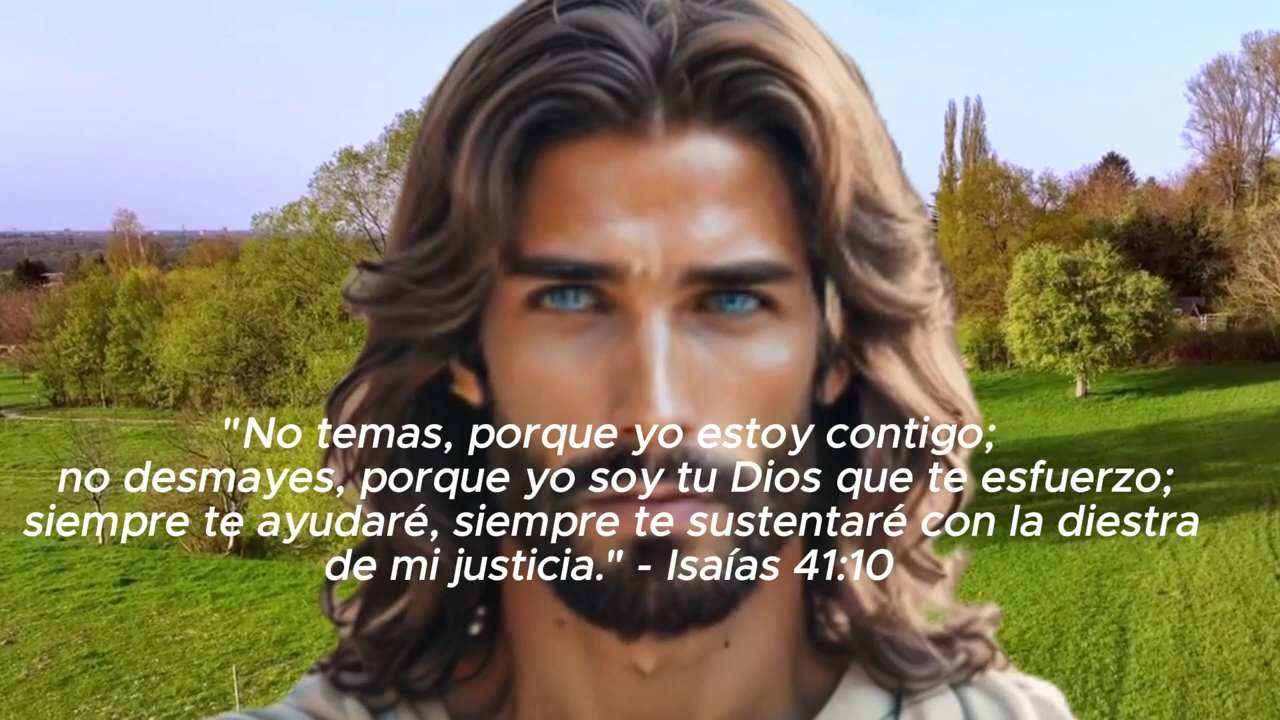 "No temas, porque yo estoy contigo;
no desmayes, porque yo soy tu Dios que te esfuerzo;
siempre te ayudaré, siempre te sustentaré con la diestra
de mi justicia." - Isaías 41:10